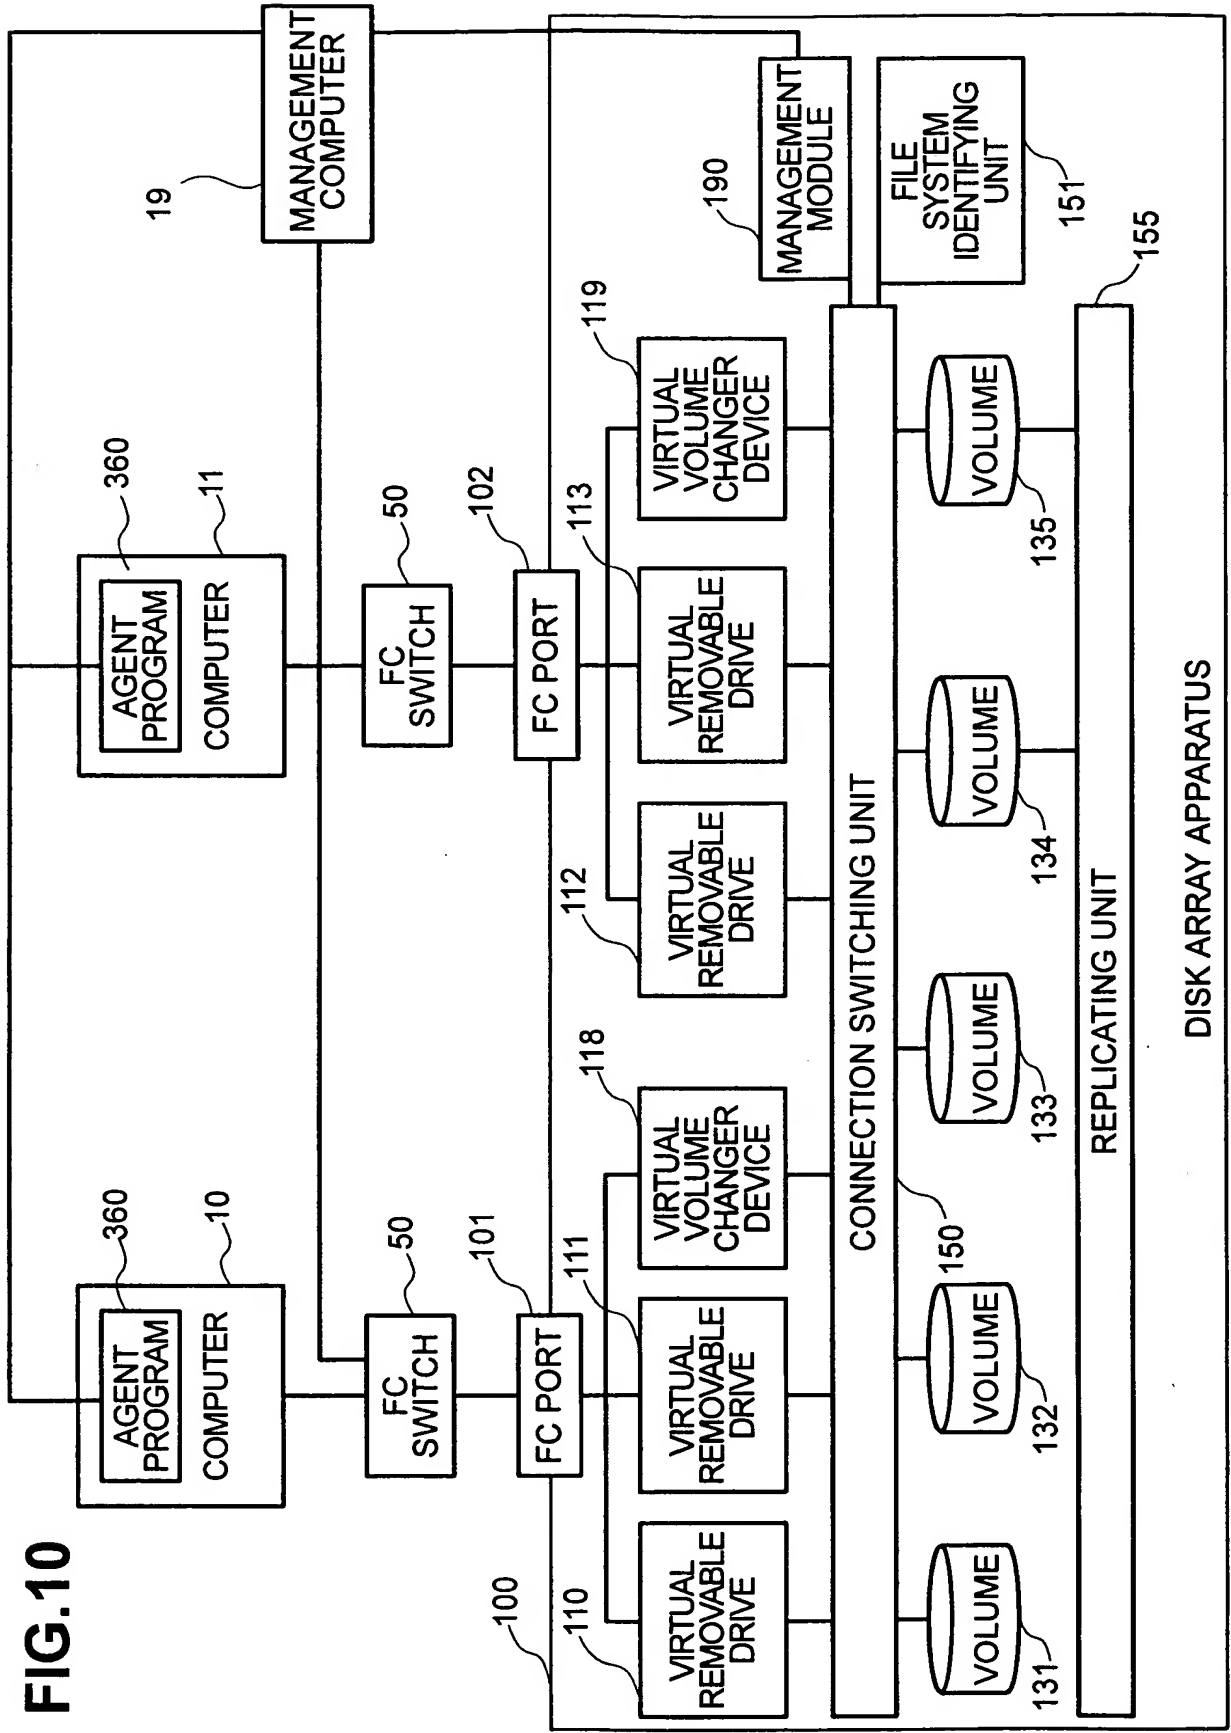 FIG.10
360
AGENT
PROGRAM
COMPUTER
10
360
AGENT
PROGRAM
COMPUTER
11
19
MANAGEMENT
COMPUTER
FC
SWITCH
50
FC
SWITCH
50
100
FC PORT
101
FC PORT
102
110
VIRTUAL
REMOVABLE
DRIVE
111
VIRTUAL
REMOVABLE
DRIVE
118
VIRTUAL
VOLUME
CHANGER
DEVICE
112
VIRTUAL
REMOVABLE
DRIVE
113
VIRTUAL
REMOVABLE
DRIVE
119
VIRTUAL
VOLUME
CHANGER
DEVICE
190
MANAGEMENT
MODULE
CONNECTION SWITCHING UNIT
150
FILE
SYSTEM
IDENTIFYING
UNIT
151
VOLUME
131
VOLUME
132
VOLUME
133
VOLUME
134
VOLUME
135
REPLICATING UNIT
155
DISK ARRAY APPARATUS